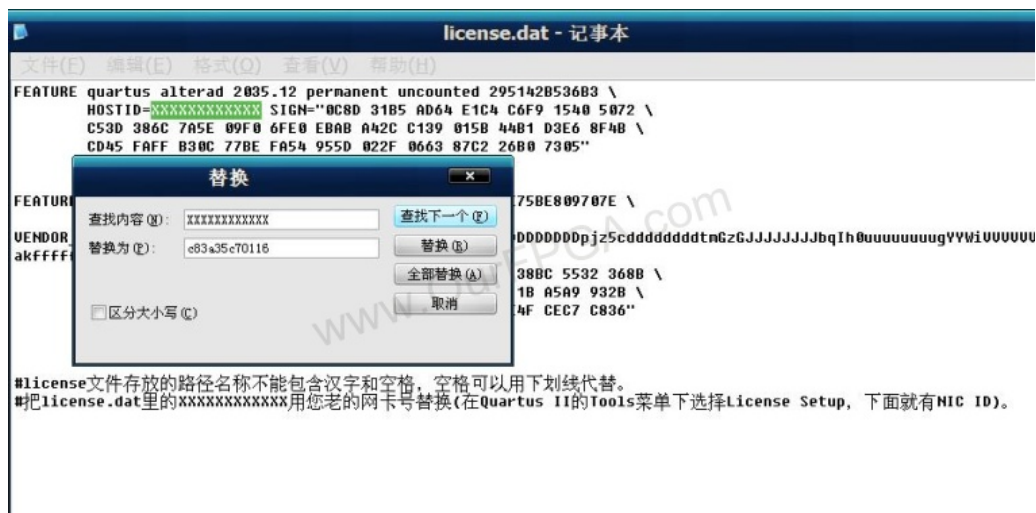 license.dat - 记事本
文件(F) 编辑(E) 格式(O) 查看(V) 帮助(H)
FEATURE quartus alterad 2035.12 permanent uncounted 295142B536B3 \
HOSTID=XXXXXXXXXXXX SIGN="0C8D 31B5 AD64 E1C4 C6F9 1540 5072 \
C53D 386C 7A5E 09F0 6FE0 EBAB A42C C139 015B 44B1 D3E6 8F4B \
CD45 FAFF B30C 77BE FA54 955D 022F 0663 87C2 26B0 7305"
替换
查找内容(N): XXXXXXXXXXXX 查找下一个(F)
替换为(P): c83a35c70116 替换(R)
全部替换(A)
取消
区分大小写(C)
FEATUR 75BE809707E \
VENDOR
akffff
38BC 5532 368B \
1B A5A9 932B \
4F CEC7 C836"
www.OurFPGA.com
#license文件存放的路径名称不能包含汉字和空格，空格可以用下划线代替。
#把license.dat里的XXXXXXXXXXXX用您老的网卡号替换(在Quartus II的Tools菜单下选择License Setup，下面就有NIC ID)。